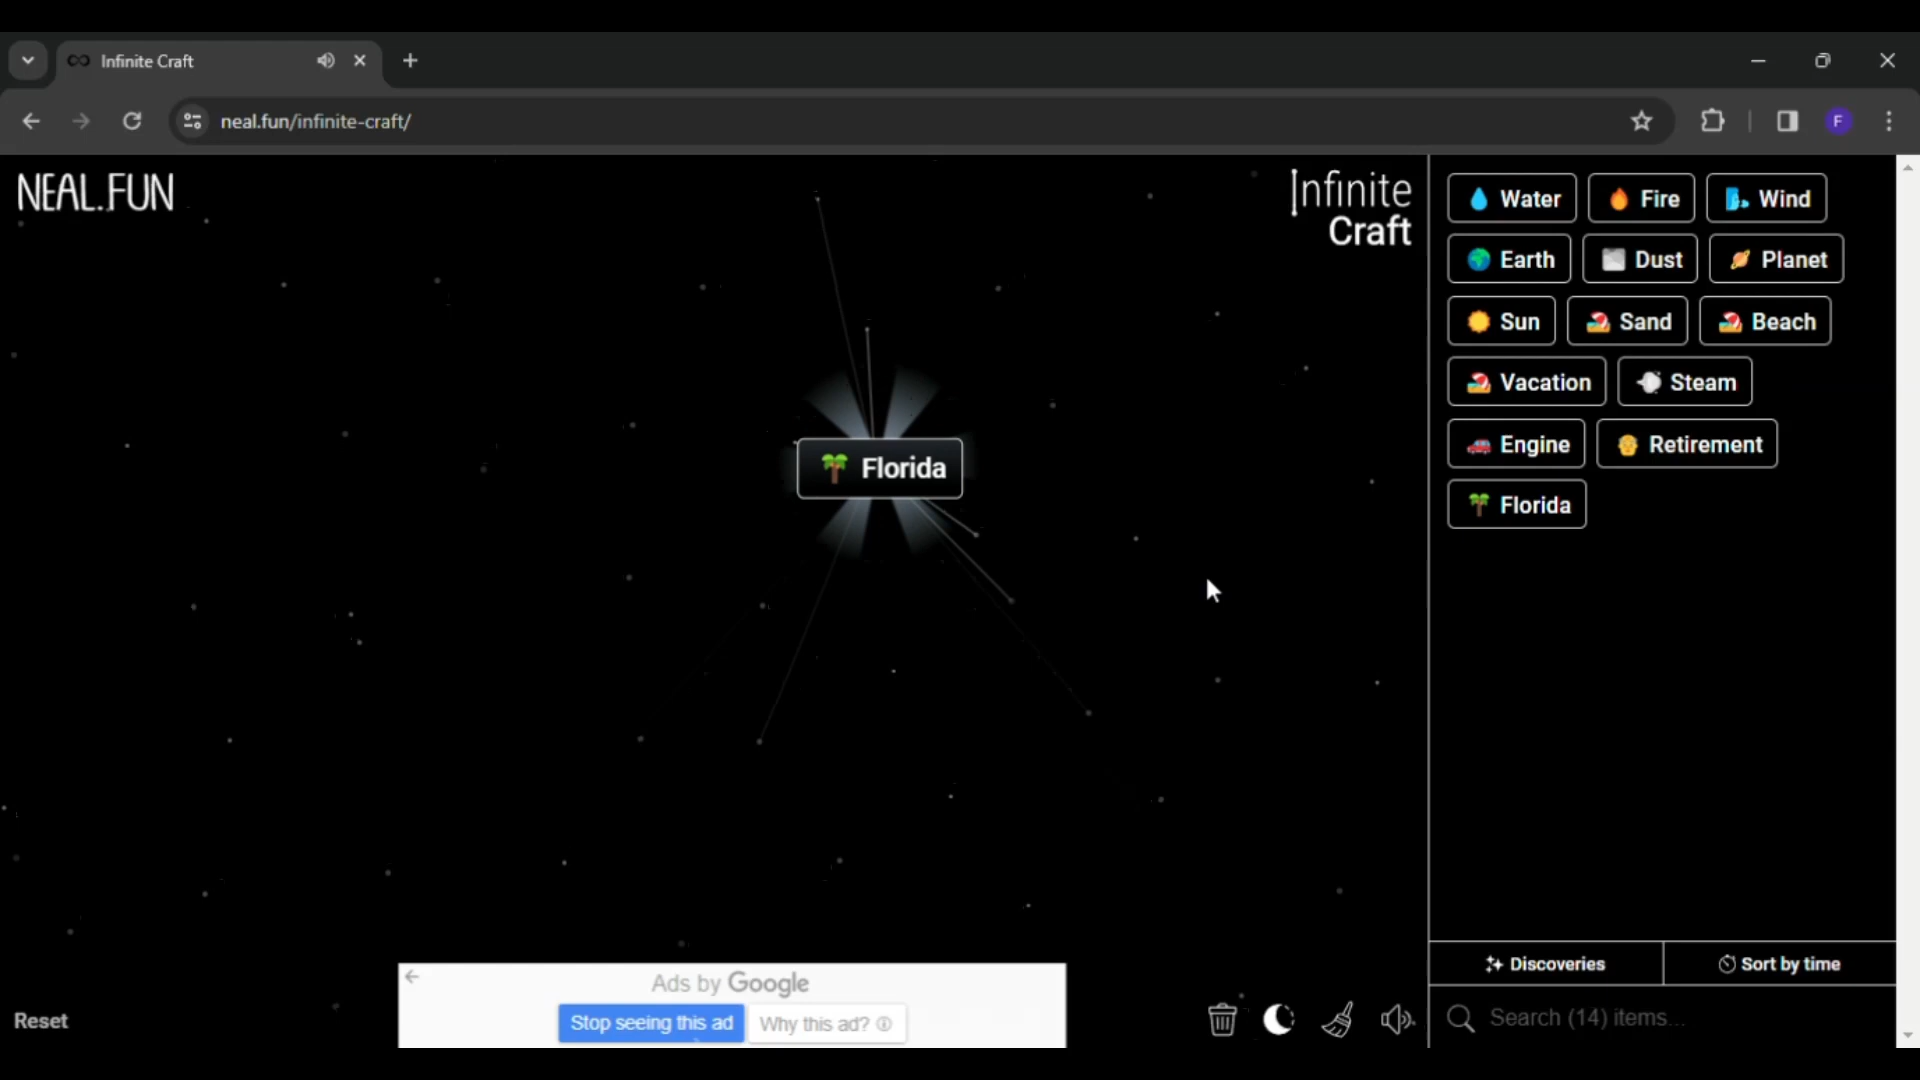 Infinite Craft
neal.fun/infinite-craft/
F
NEAL.FUN
Infinite
Craft
Water
Fire
Wind
Earth
Dust
Planet
Sun
Sand
Beach
Vacation
Steam
Engine
Retirement
Florida
Florida
Discoveries
Sort by time
Search (14) items...
Ads by Google
Stop seeing this ad
Why this ad?
Reset